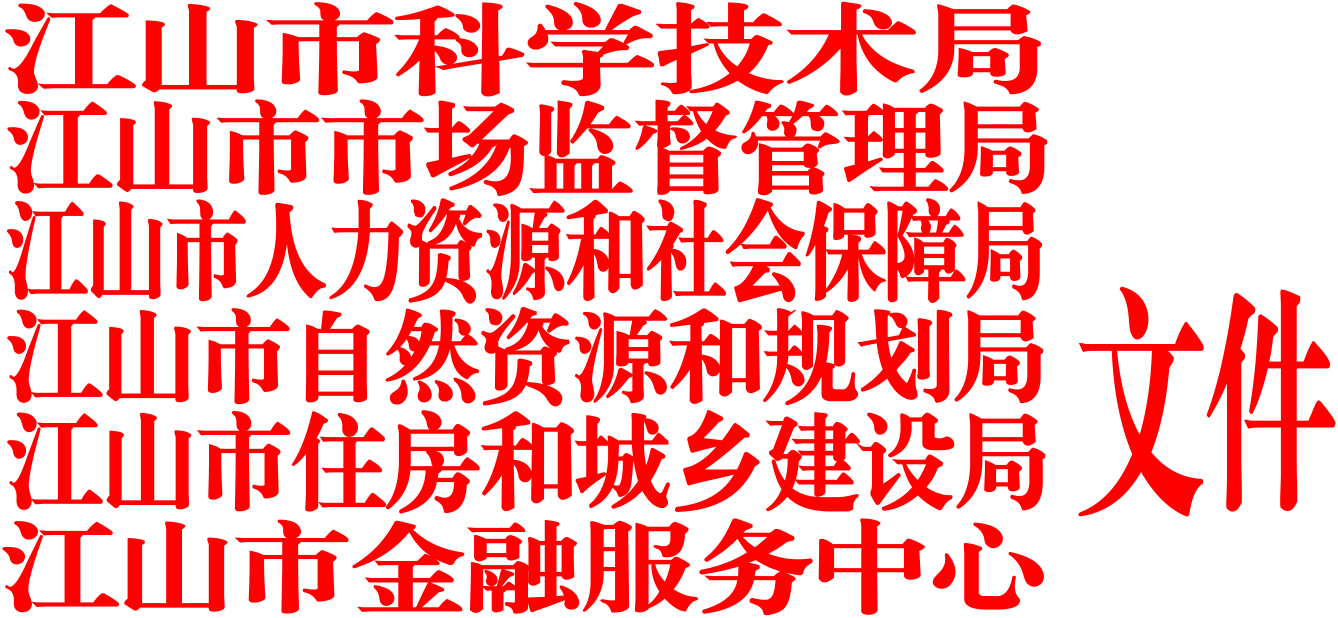 江山市科学技术局
江山市市场监督管理局
江山市人力资源和社会保障局
江山市自然资源和规划局
江山市住房和城乡建设局
江山市金融服务中心
文件